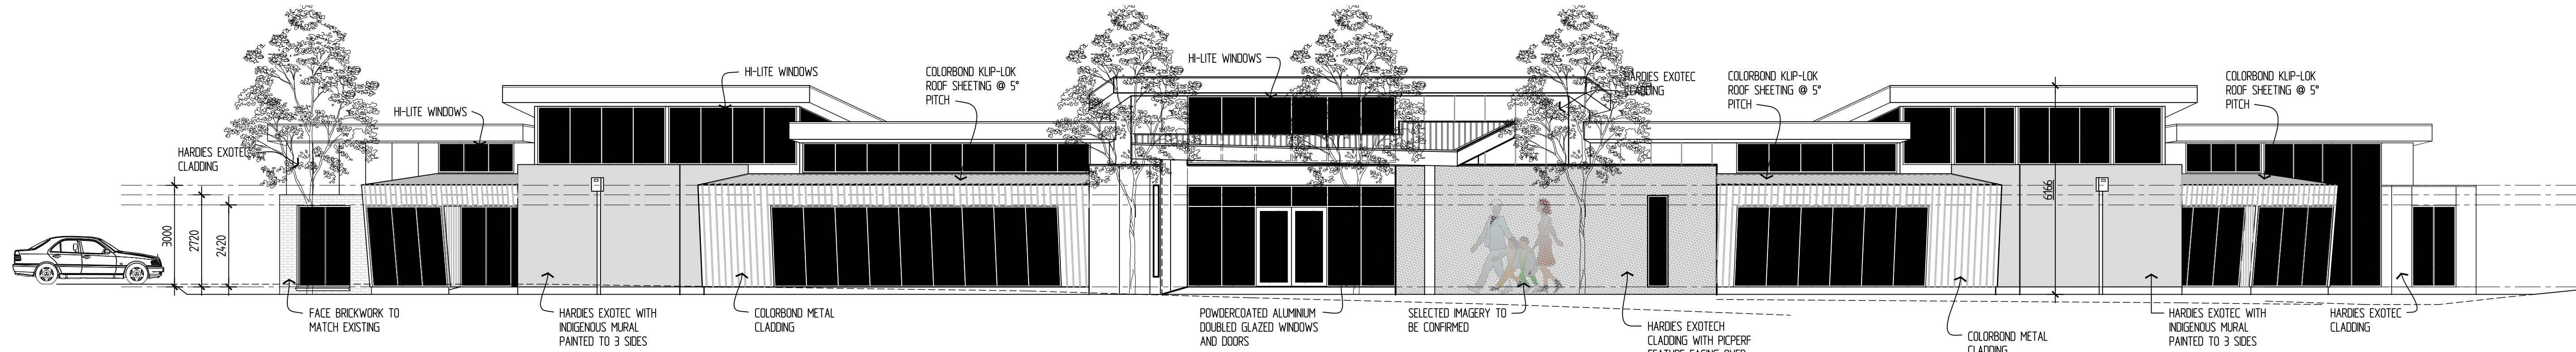 HI-LITE WINDOWS
HI-LITE WINDOWS
COLORBOND KLIP-LOK
ROOF SHEETING @ 5°
PITCH
HI-LITE WINDOWS
HARDIES EXOTEC
CLADDING
COLORBOND KLIP-LOK
ROOF SHEETING @ 5°
PITCH
COLORBOND KLIP-LOK
ROOF SHEETING @ 5°
PITCH
HARDIES EXOTEC
CLADDING
3000
2720
2420
6166
FACE BRICKWORK TO
MATCH EXISTING
HARDIES EXOTEC WITH
INDIGENOUS MURAL
PAINTED TO 3 SIDES
COLORBOND METAL
CLADDING
POWDERCOATED ALUMINIUM
DOUBLED GLAZED WINDOWS
AND DOORS
SELECTED IMAGERY TO
BE CONFIRMED
HARDIES EXOTECH
CLADDING WITH PICPERF
FEATURE FACING OVER
COLORBOND METAL
CLADDING
HARDIES EXOTEC WITH
INDIGENOUS MURAL
PAINTED TO 3 SIDES
HARDIES EXOTEC
CLADDING